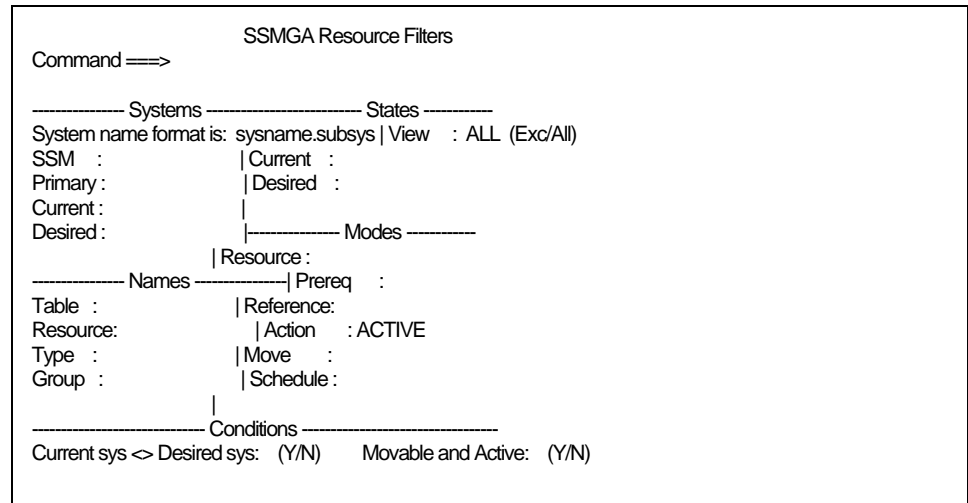 SSMGA Resource Filters
Command ===>
---------------- Systems --------------------------- States ------------
System name format is: sysname.subsys | View : ALL (Exc/All)
SSM : | Current :
Primary : | Desired :
Current : |
Desired : |---------------- Modes ------------
| Resource :
---------------- Names ----------------| Prereq :
Table : | Reference:
Resource: | Action : ACTIVE
Type : | Move :
Group : | Schedule :
|
------------------------------ Conditions ----------------------------------
Current sys <> Desired sys: (Y/N) Movable and Active: (Y/N)